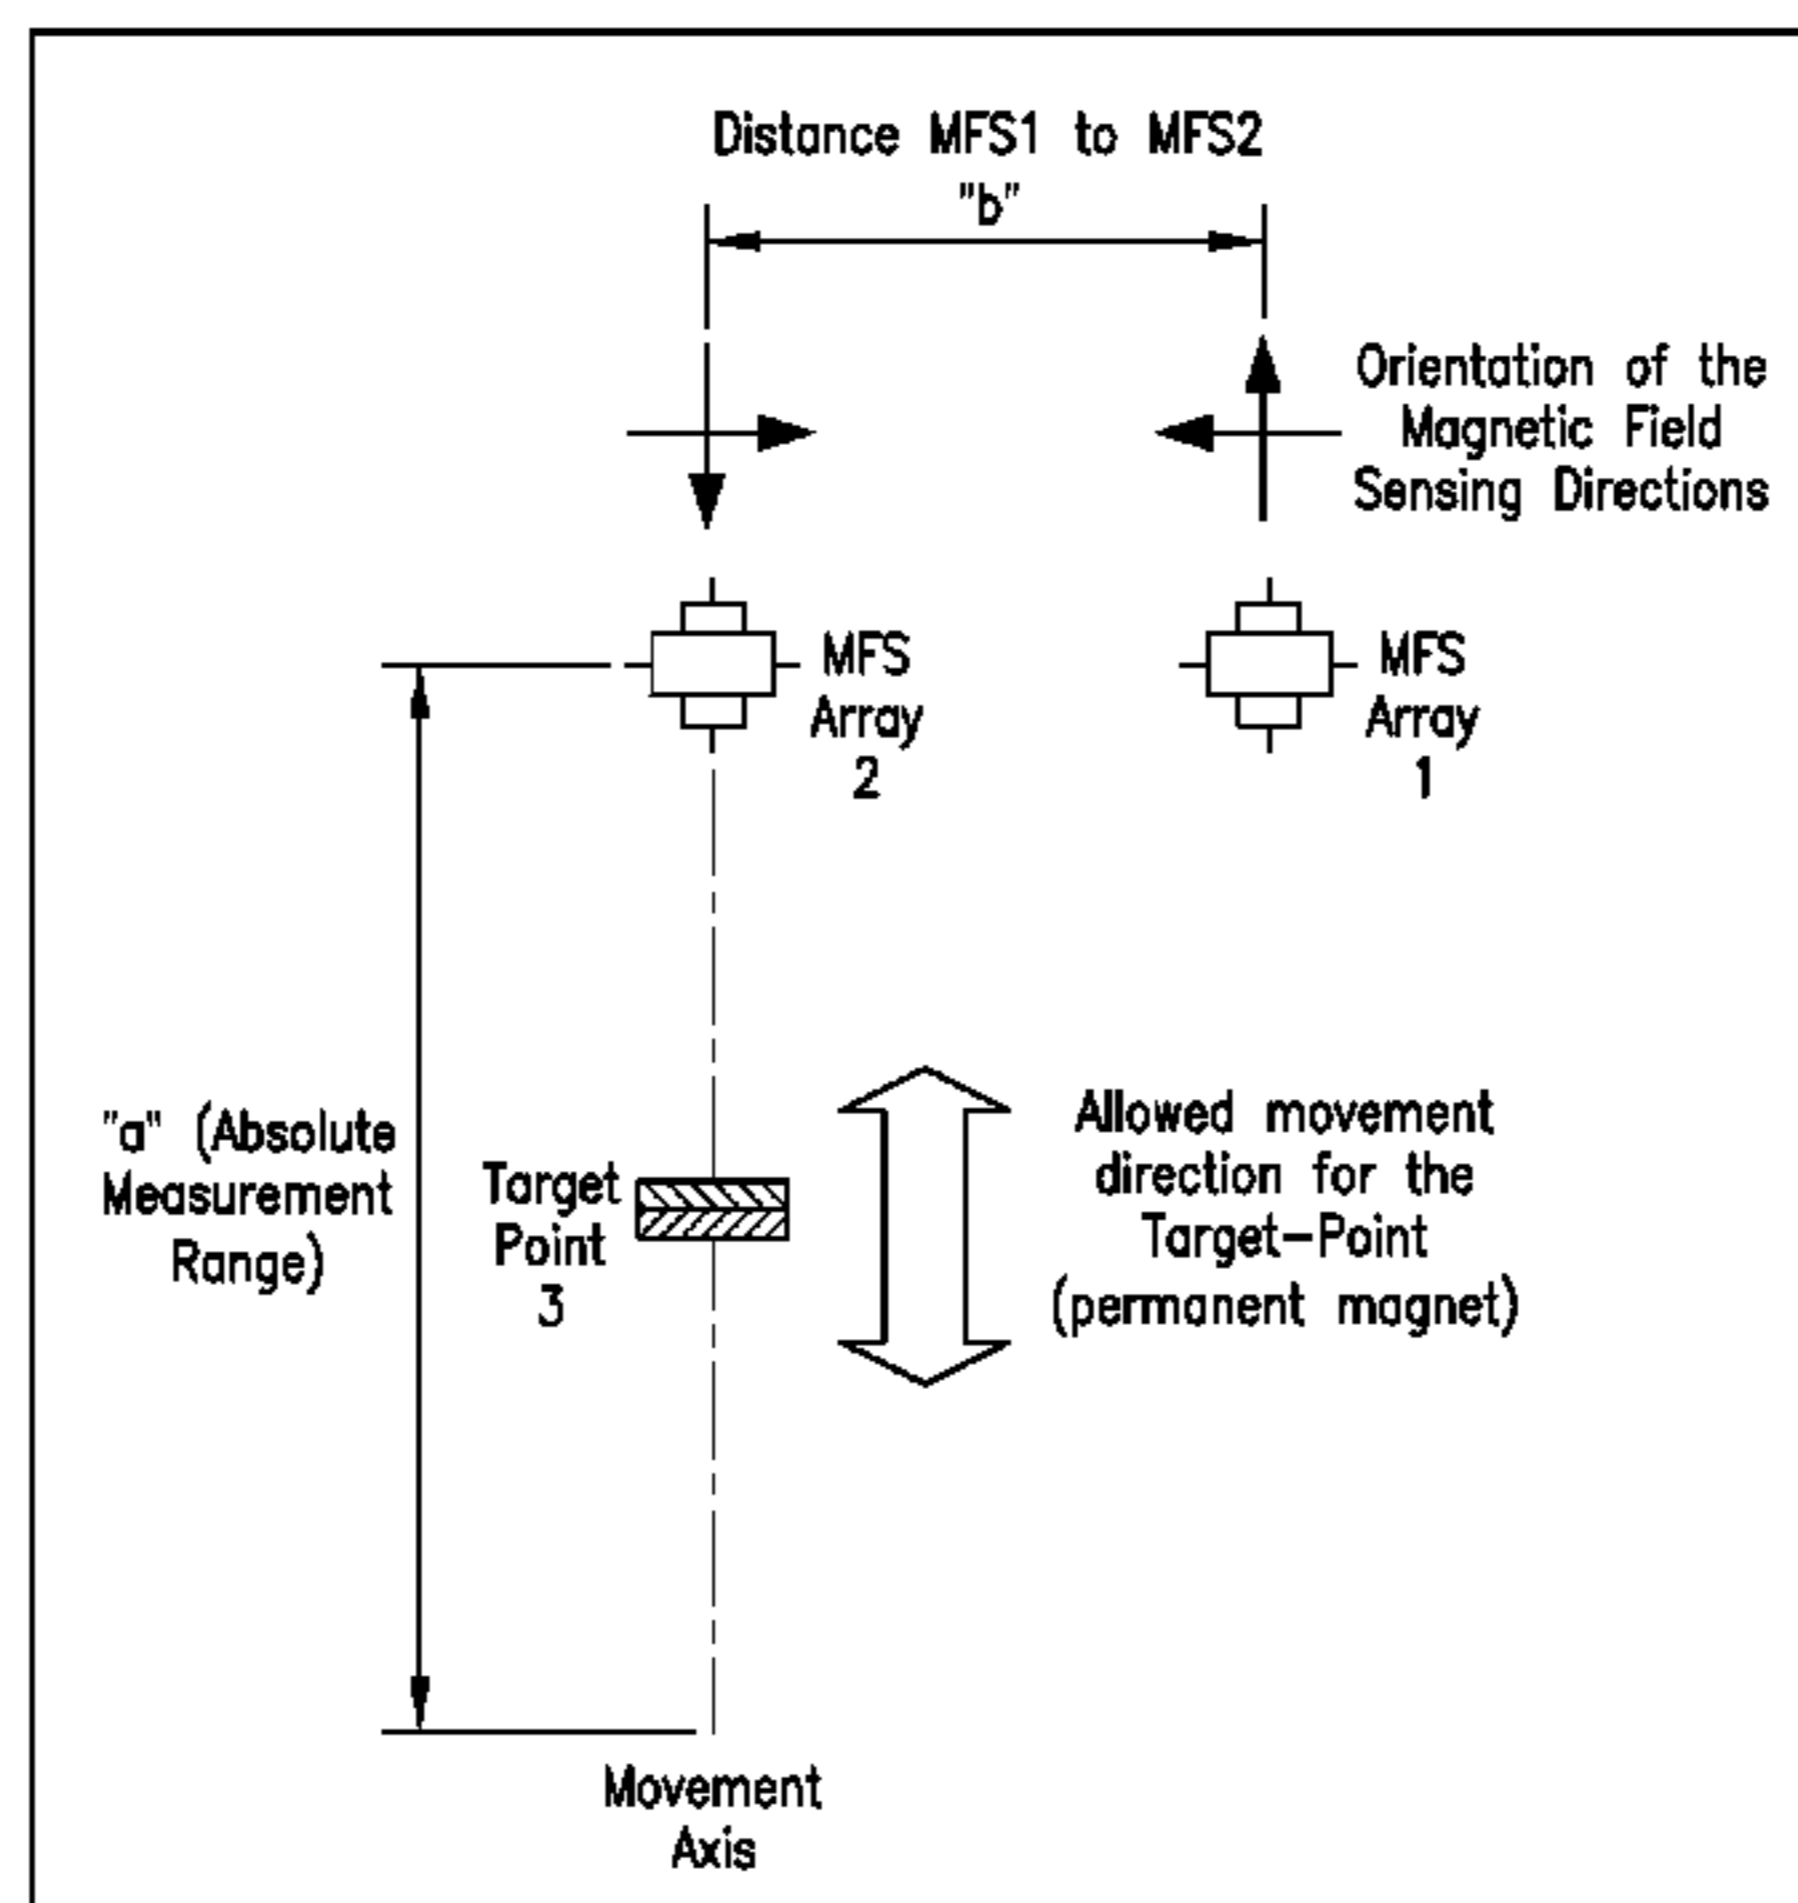 Distance MFS1 to MFS2
"b"
Orientation of the
Magnetic Field
Sensing Directions
MFS
Array
2
MFS
Array
1
"a" (Absolute
Measurement
Range)
Target
Point
3
Allowed movement
direction for the
Target-Point
(permanent magnet)
Movement
Axis